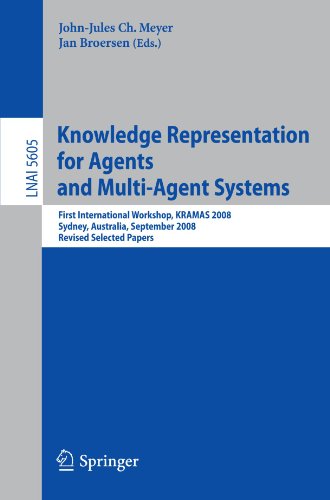 John-Jules Ch. Meyer
Jan Broersen (Eds.)
LNAI 5605
Knowledge Representation
for Agents
and Multi-Agent Systems
First International Workshop, KRAMAS 2008
Sydney, Australia, September 2008
Revised Selected Papers
Springer